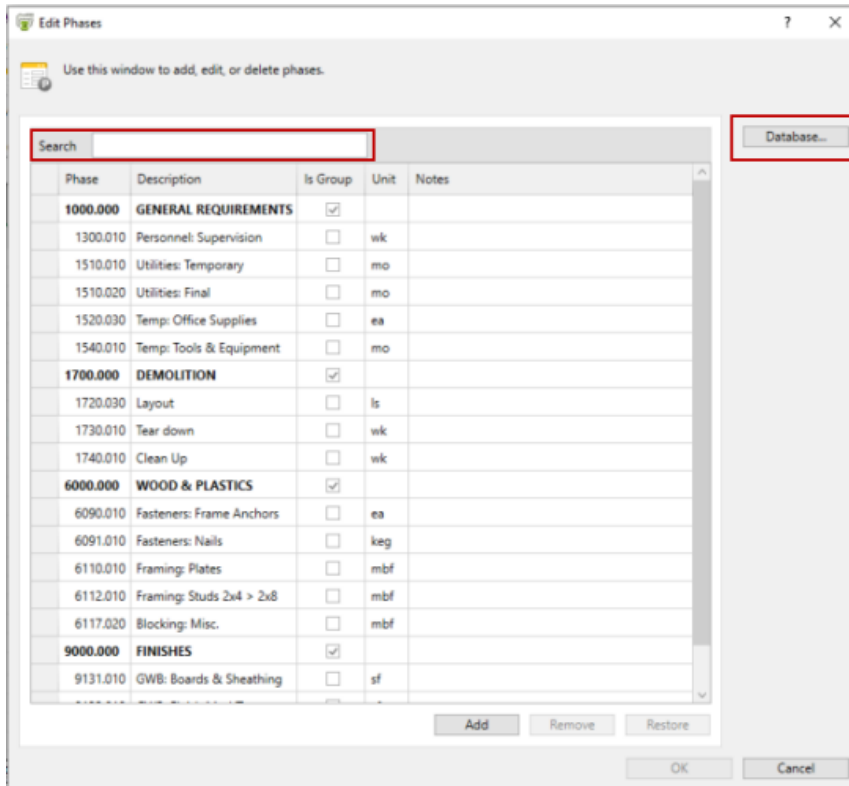 Edit Phases ?
Use this window to add, edit, or delete phases.
Search
Database...
Phase Description Is Group Unit Notes
1000.000 GENERAL REQUIREMENTS
1300.010 Personnel: Supervision wk
1510.010 Utilities: Temporary mo
1510.020 Utilities: Final mo
1520.030 Temp: Office Supplies ea
1540.010 Temp: Tools & Equipment mo
1700.000 DEMOLITION
1720.030 Layout ls
1730.010 Tear down wk
1740.010 Clean Up wk
6000.000 WOOD & PLASTICS
6090.010 Fasteners: Frame Anchors ea
6091.010 Fasteners: Nails keg
6110.010 Framing: Plates mbf
6112.010 Framing: Studs 2x4 > 2x8 mbf
6117.020 Blocking: Misc. mbf
9000.000 FINISHES
9131.010 GWB: Boards & Sheathing sf
Add Remove Restore
OK Cancel